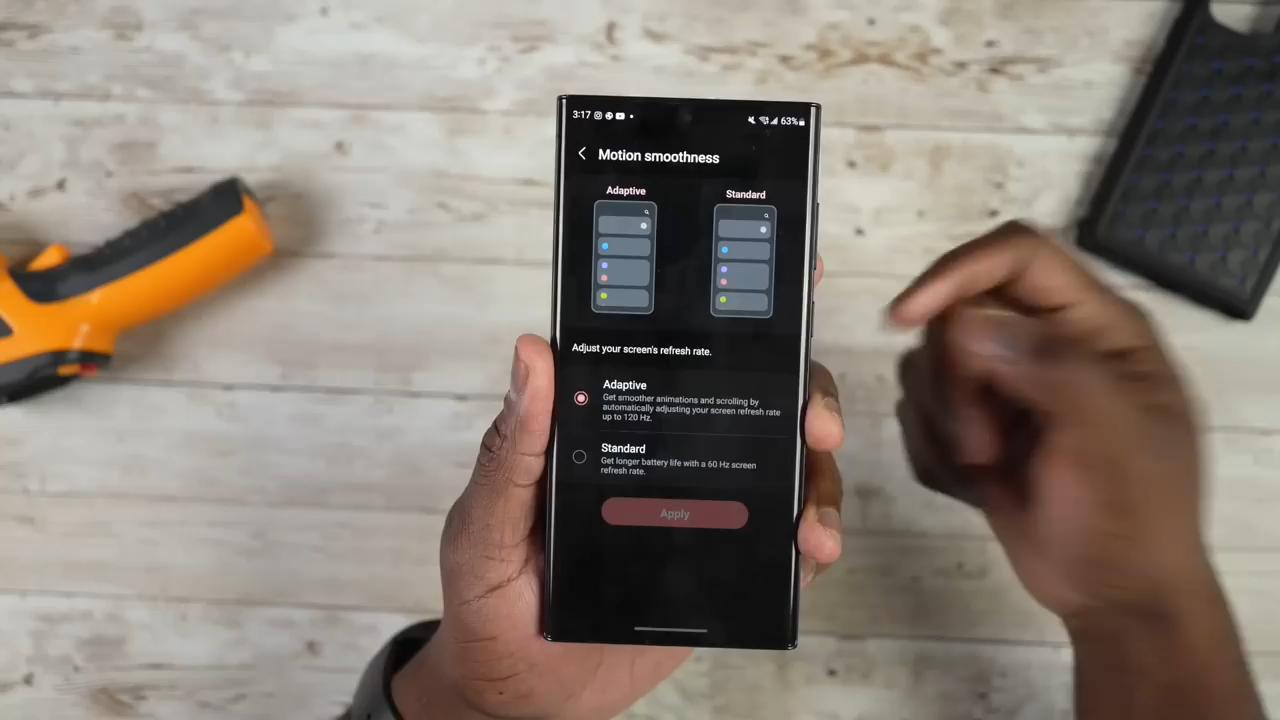 3:17
63%
Motion smoothness
Adaptive
Standard
Adjust your screen's refresh rate.
Adaptive
Get smoother animations and scrolling by
automatically adjusting your screen refresh rate
up to 120 Hz.
Standard
Get longer battery life with a 60 Hz screen
refresh rate.
Apply